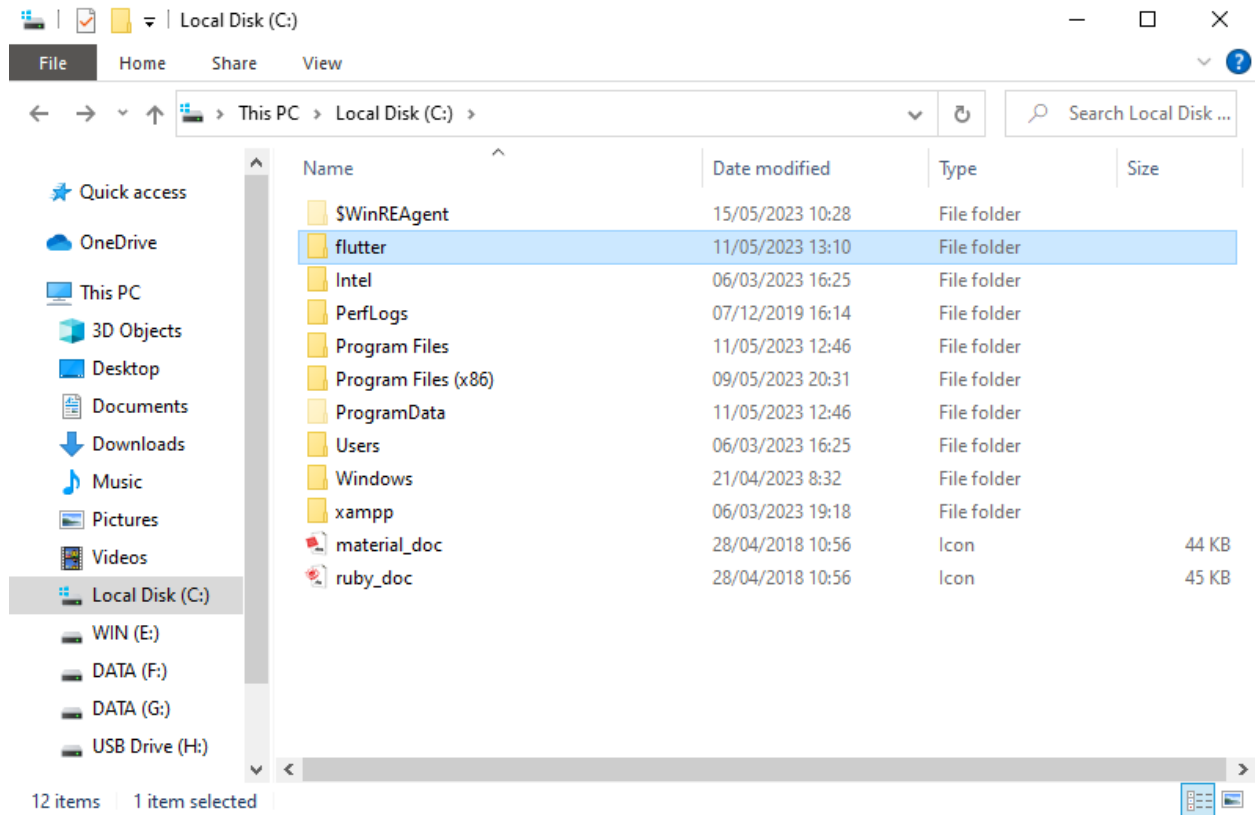 Local Disk (C:)
File Home Share View
This PC > Local Disk (C:) > Search Local Disk ...
Name Date modified Type Size
Quick access
OneDrive
This PC
3D Objects
Desktop
Documents
Downloads
Music
Pictures
Videos
Local Disk (C:)
WIN (E:)
DATA (F:)
DATA (G:)
USB Drive (H:)
$WinREAgent 15/05/2023 10:28 File folder
flutter 11/05/2023 13:10 File folder
Intel 06/03/2023 16:25 File folder
PerfLogs 07/12/2019 16:14 File folder
Program Files 11/05/2023 12:46 File folder
Program Files (x86) 09/05/2023 20:31 File folder
ProgramData 11/05/2023 12:46 File folder
Users 06/03/2023 16:25 File folder
Windows 21/04/2023 8:32 File folder
xampp 06/03/2023 19:18 File folder
material_doc 28/04/2018 10:56 Icon 44 KB
ruby_doc 28/04/2018 10:56 Icon 45 KB
12 items 1 item selected